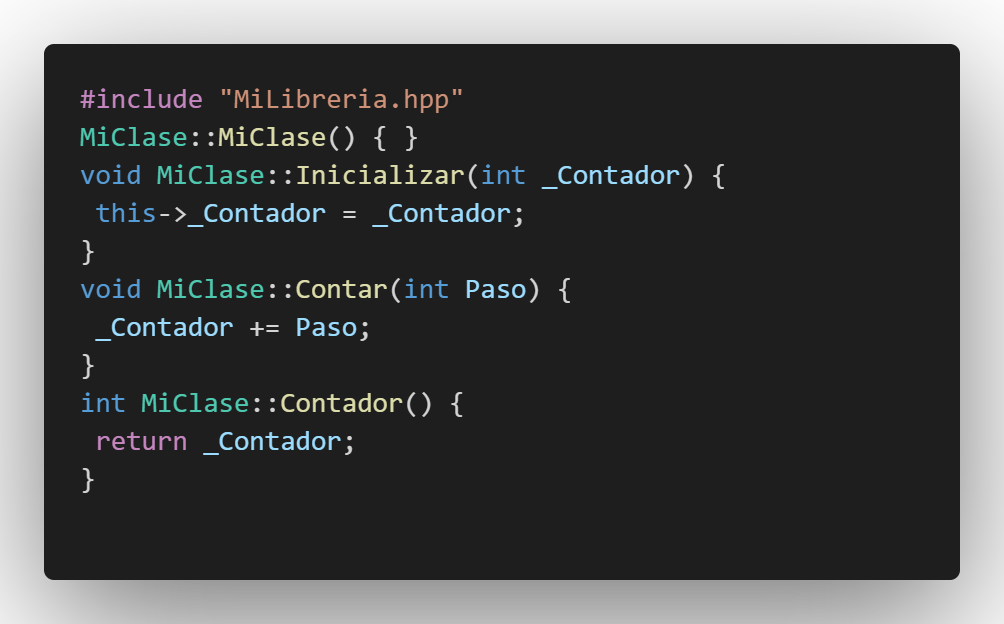 #include "MiLibreria.hpp"
MiClase::MiClase() { }
void MiClase::Inicializar(int _Contador) {
 this->_Contador = _Contador;
}
void MiClase::Contar(int Paso) {
 _Contador += Paso;
}
int MiClase::Contador() {
 return _Contador;
}